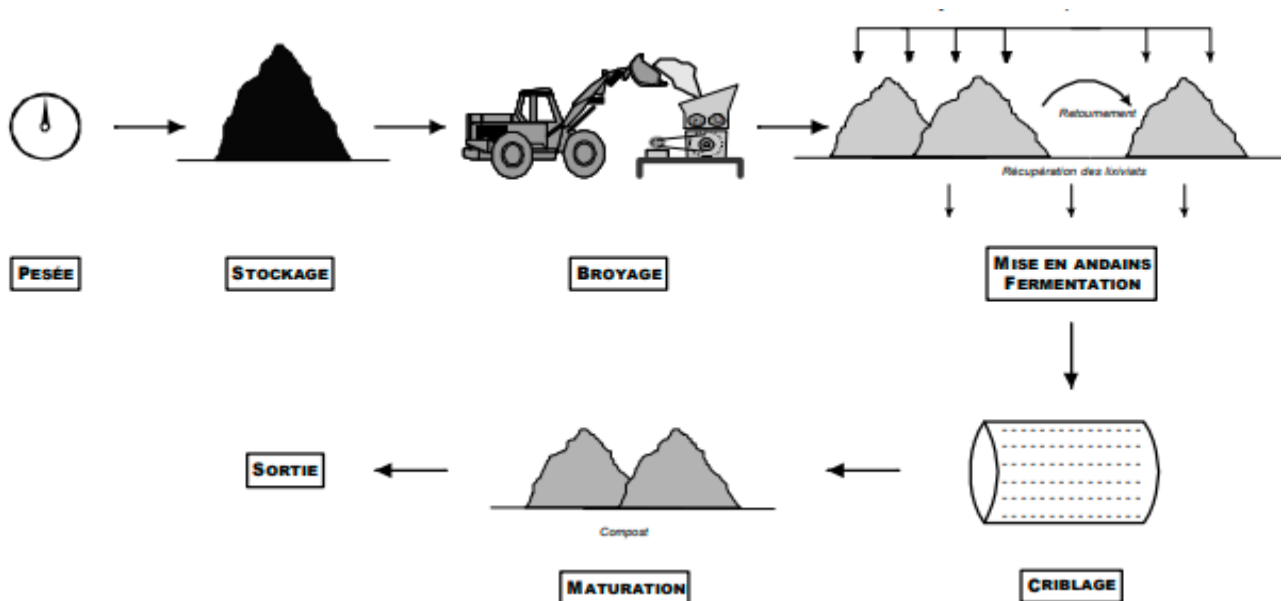 Retournement
Récupération des lixiviats
PESÉE
STOCKAGE
BROYAGE
MISE EN ANDAINS
FERMENTATION
SORTIE
Compost
MATURATION
CRIBLAGE